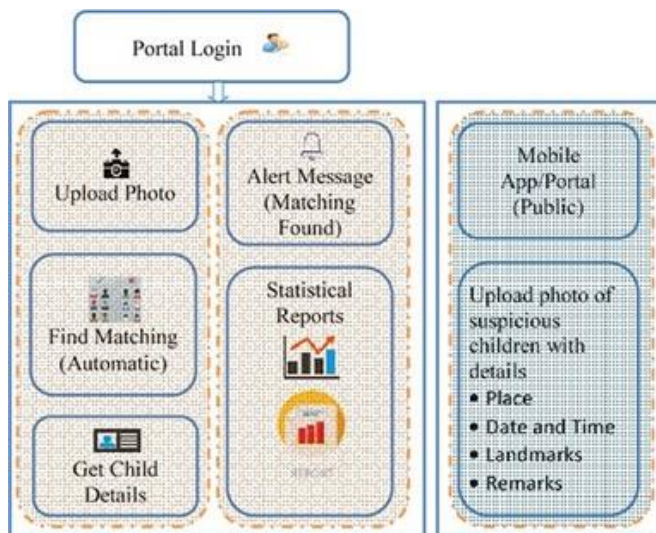 Portal Login
Upload Photo
Find Matching
(Automatic)
Get Child
Details
Alert Message
(Matching
Found)
Statistical
Reports
REPORT
Mobile
App/Portal
(Public)
Upload photo of
suspicious
children with
details
• Place
• Date and Time
• Landmarks
• Remarks